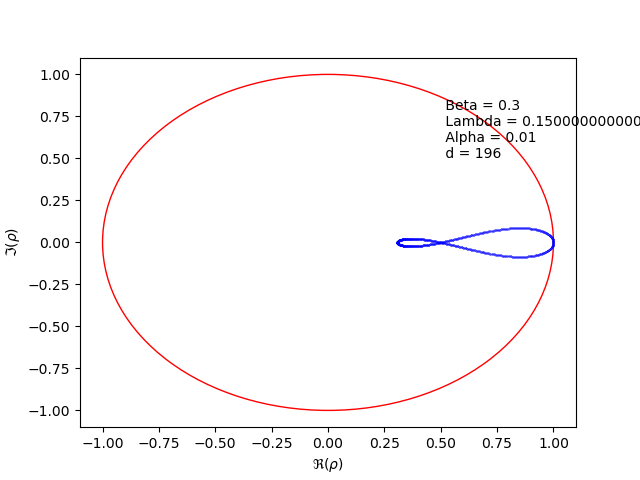 1.00
0.75
0.50
0.25
0.00
−0.25
−0.50
−0.75
−1.00
ℑ(ρ)
Beta = 0.3
Lambda = 0.150000000000
Alpha = 0.01
d = 196
−1.00 −0.75 −0.50 −0.25 0.00 0.25 0.50 0.75 1.00
ℜ(ρ)